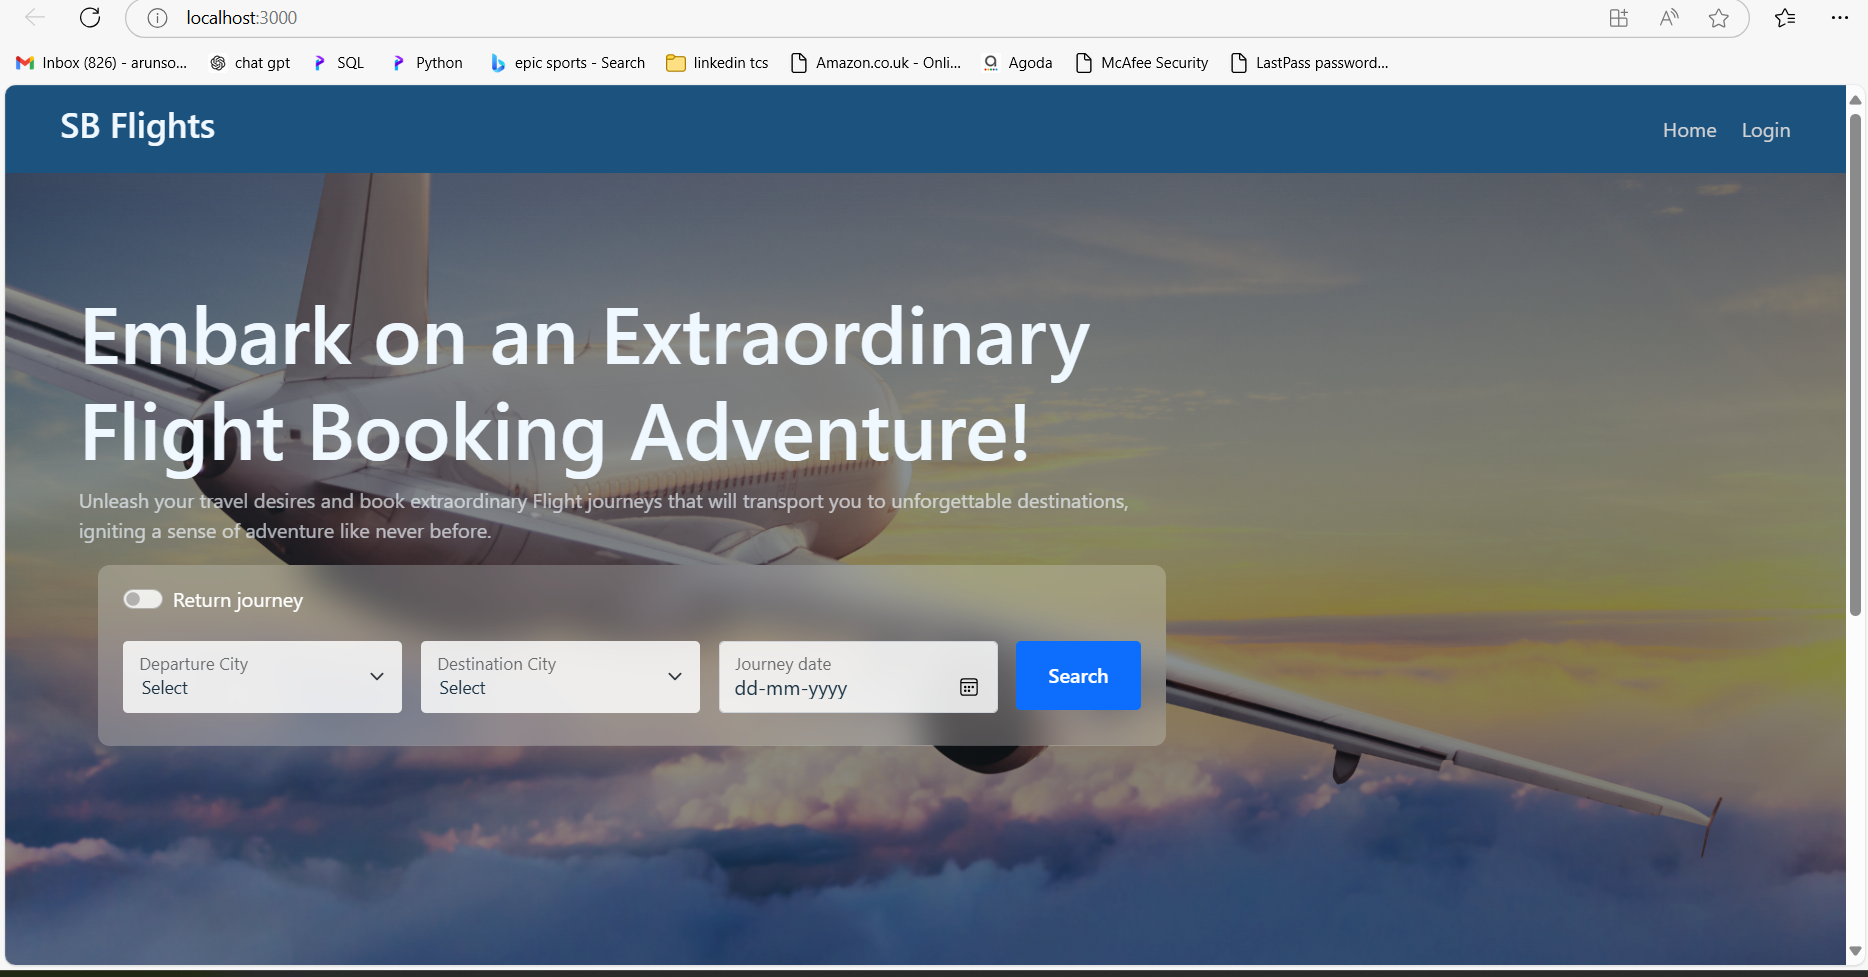 localhost:3000
Inbox (826) - arunso... chat gpt SQL Python epic sports - Search linkedin tcs Amazon.co.uk - Onli... Agoda McAfee Security LastPass password...
SB Flights
Home Login
Embark on an Extraordinary
Flight Booking Adventure!
Unleash your travel desires and book extraordinary Flight journeys that will transport you to unforgettable destinations,
igniting a sense of adventure like never before.
Return journey
Departure City Destination City Journey date
Select Select dd-mm-yyyy
Search